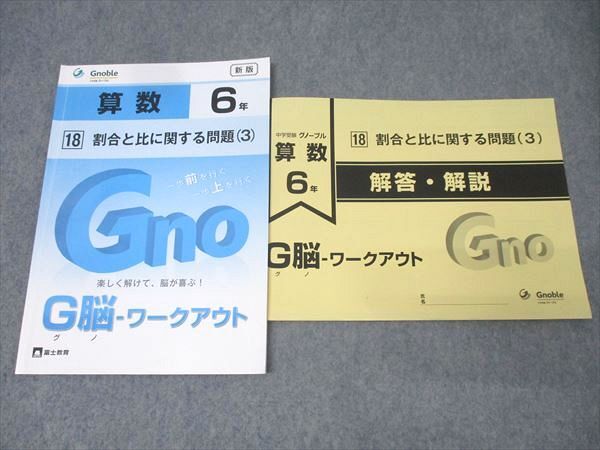 Gnoble
新版
算数 6年
18 割合と比に関する問題(3)
一歩前を行く
一歩上を行く
Gno
楽しく解けて、脳が喜ぶ!
G脳-ワークアウト
グノ
富士教育
中学受験 グノーブル
算数
6年
18 割合と比に関する問題(3)
解答・解説
Gno
G脳-ワークアウト
グノ
氏名
Gnoble